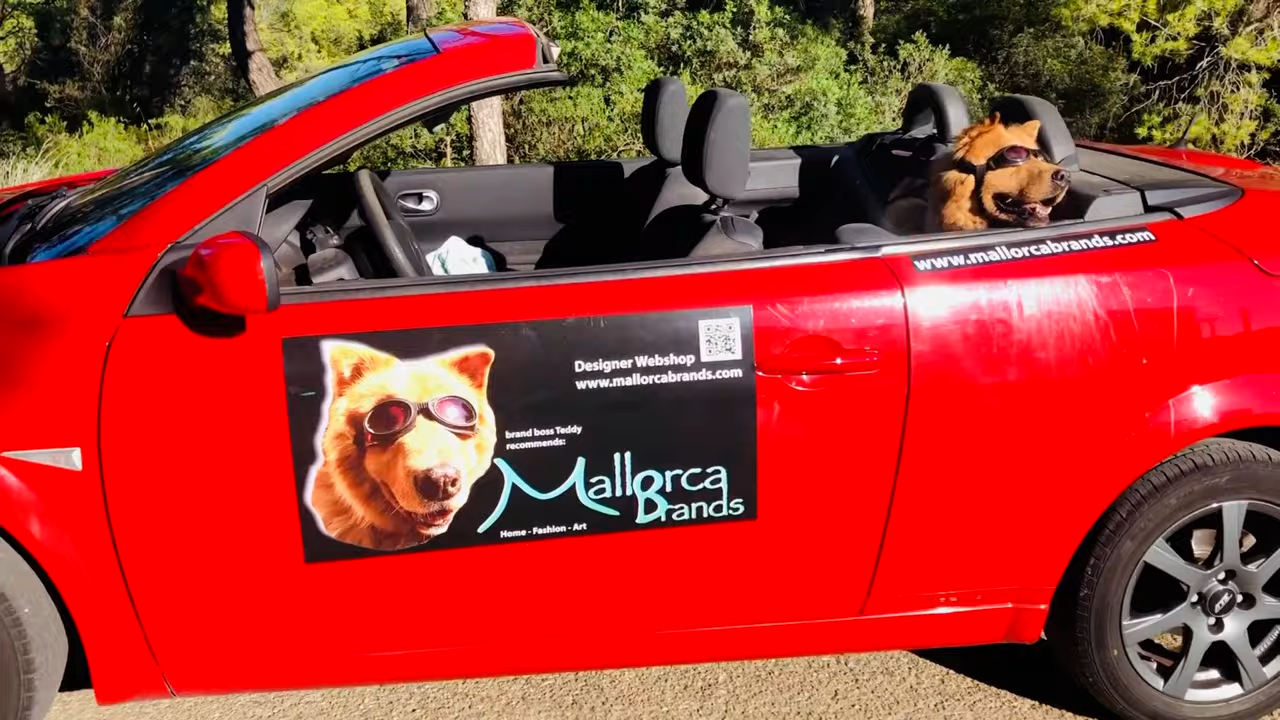 www.mallorcabrands.com
Designer Webshop
www.mallorcabrands.com
brand boss Teddy
recommends:
Mallorca
Brands
Home - Fashion - Art